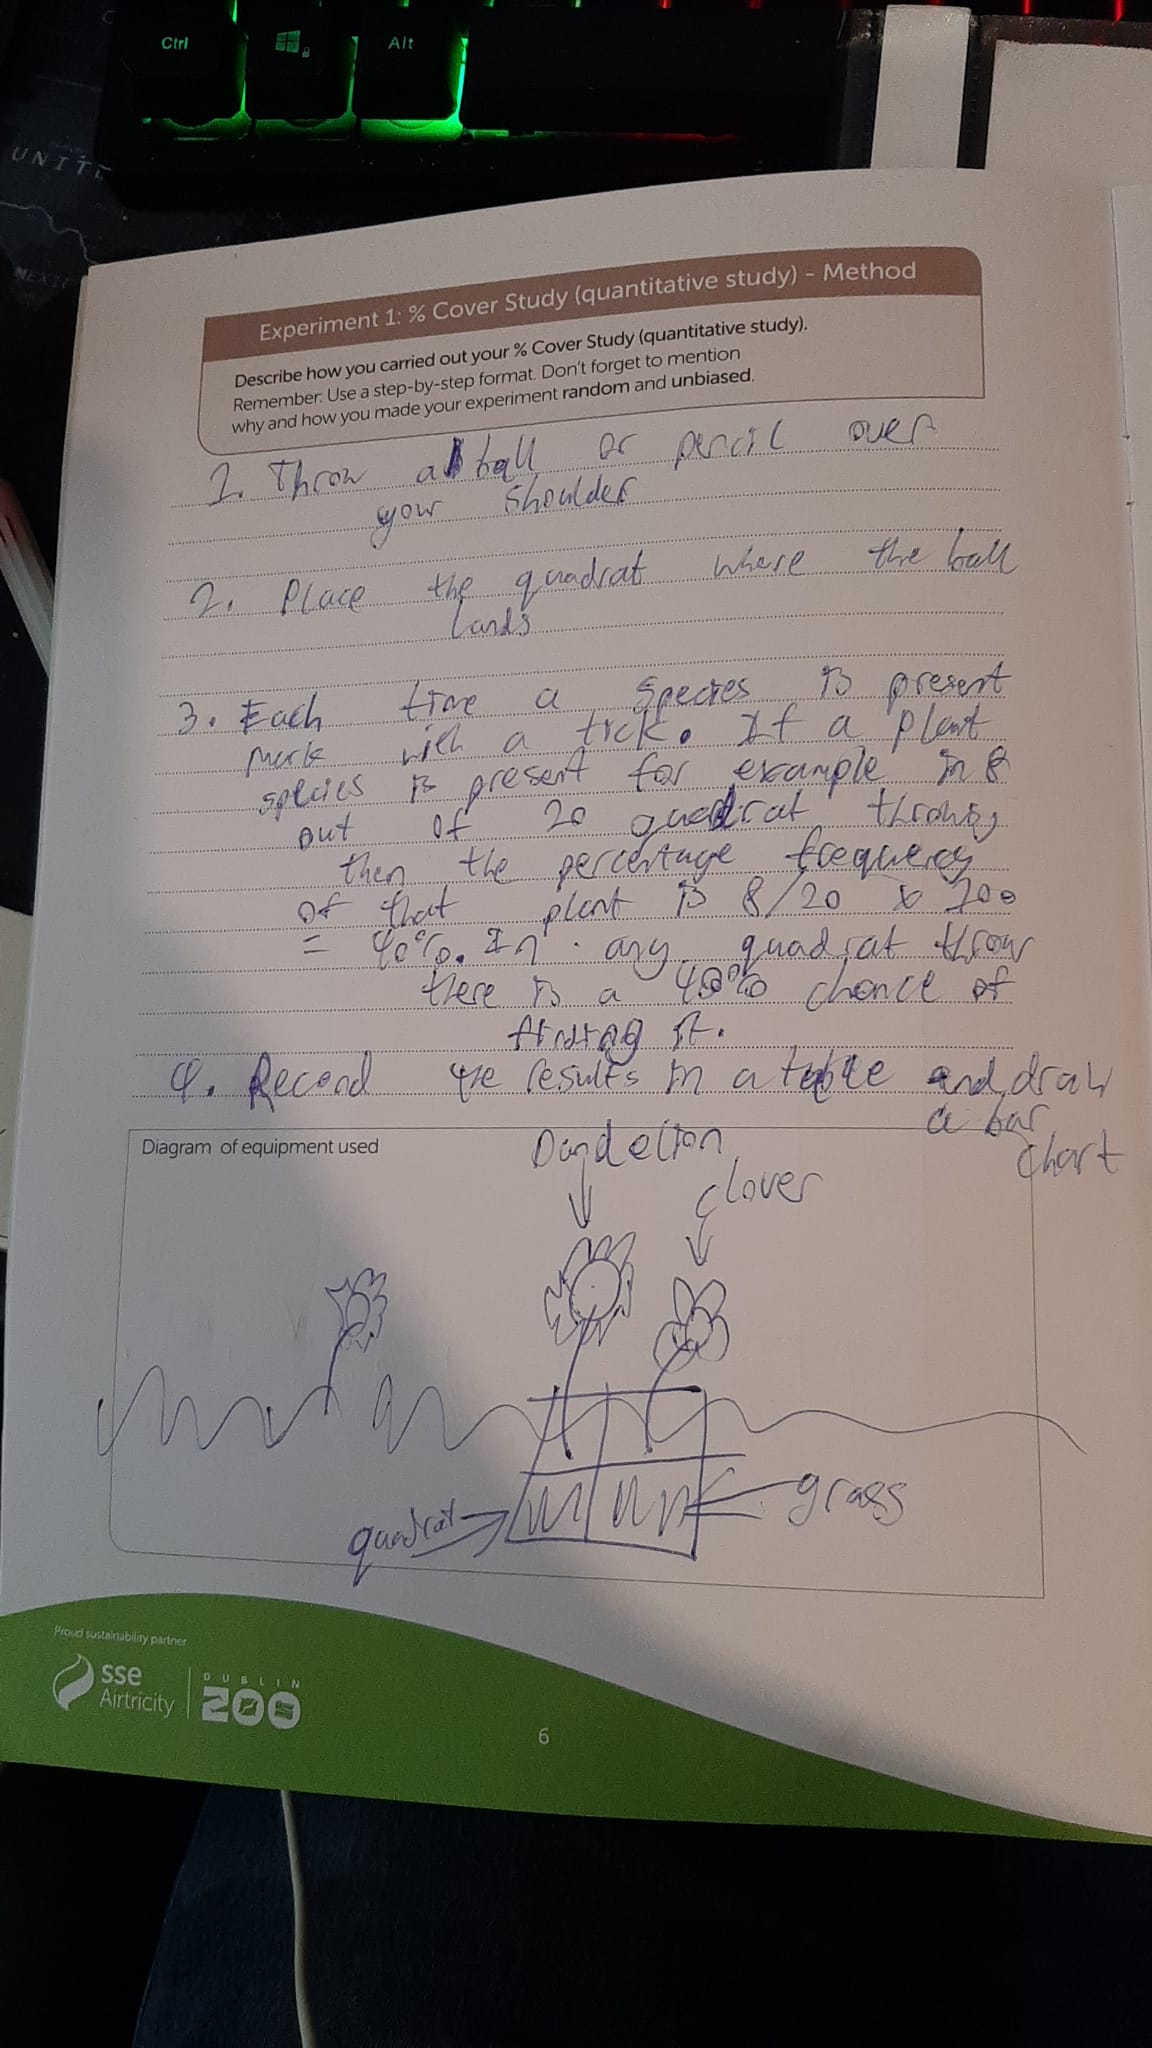 Ctrl
Alt
UNITE
MEXIC
Experiment 1: % Cover Study (quantitative study) - Method
Describe how you carried out your % Cover Study (quantitative study).
Remember: Use a step-by-step format. Don't forget to mention
why and how you made your experiment random and unbiased.
1. Throw a ball or pencil over
your shoulder
2. Place the quadrat where the ball
lands
3. Each time a species is present
mark with a tick. If a plant
species is present for example in 8
out of 20 quadrat throws,
then the percentage frequency
of that plant is 8/20 x 100
= 40%. In any quadrat throw
there is a 40% chance of
finding it.
4. Record the results in a table and draw
a bar
chart
Diagram of equipment used
Dandelion
clover
grass
quadrat
Proud sustainability partner
sse
Airtricity
DUBLIN
ZOO
6